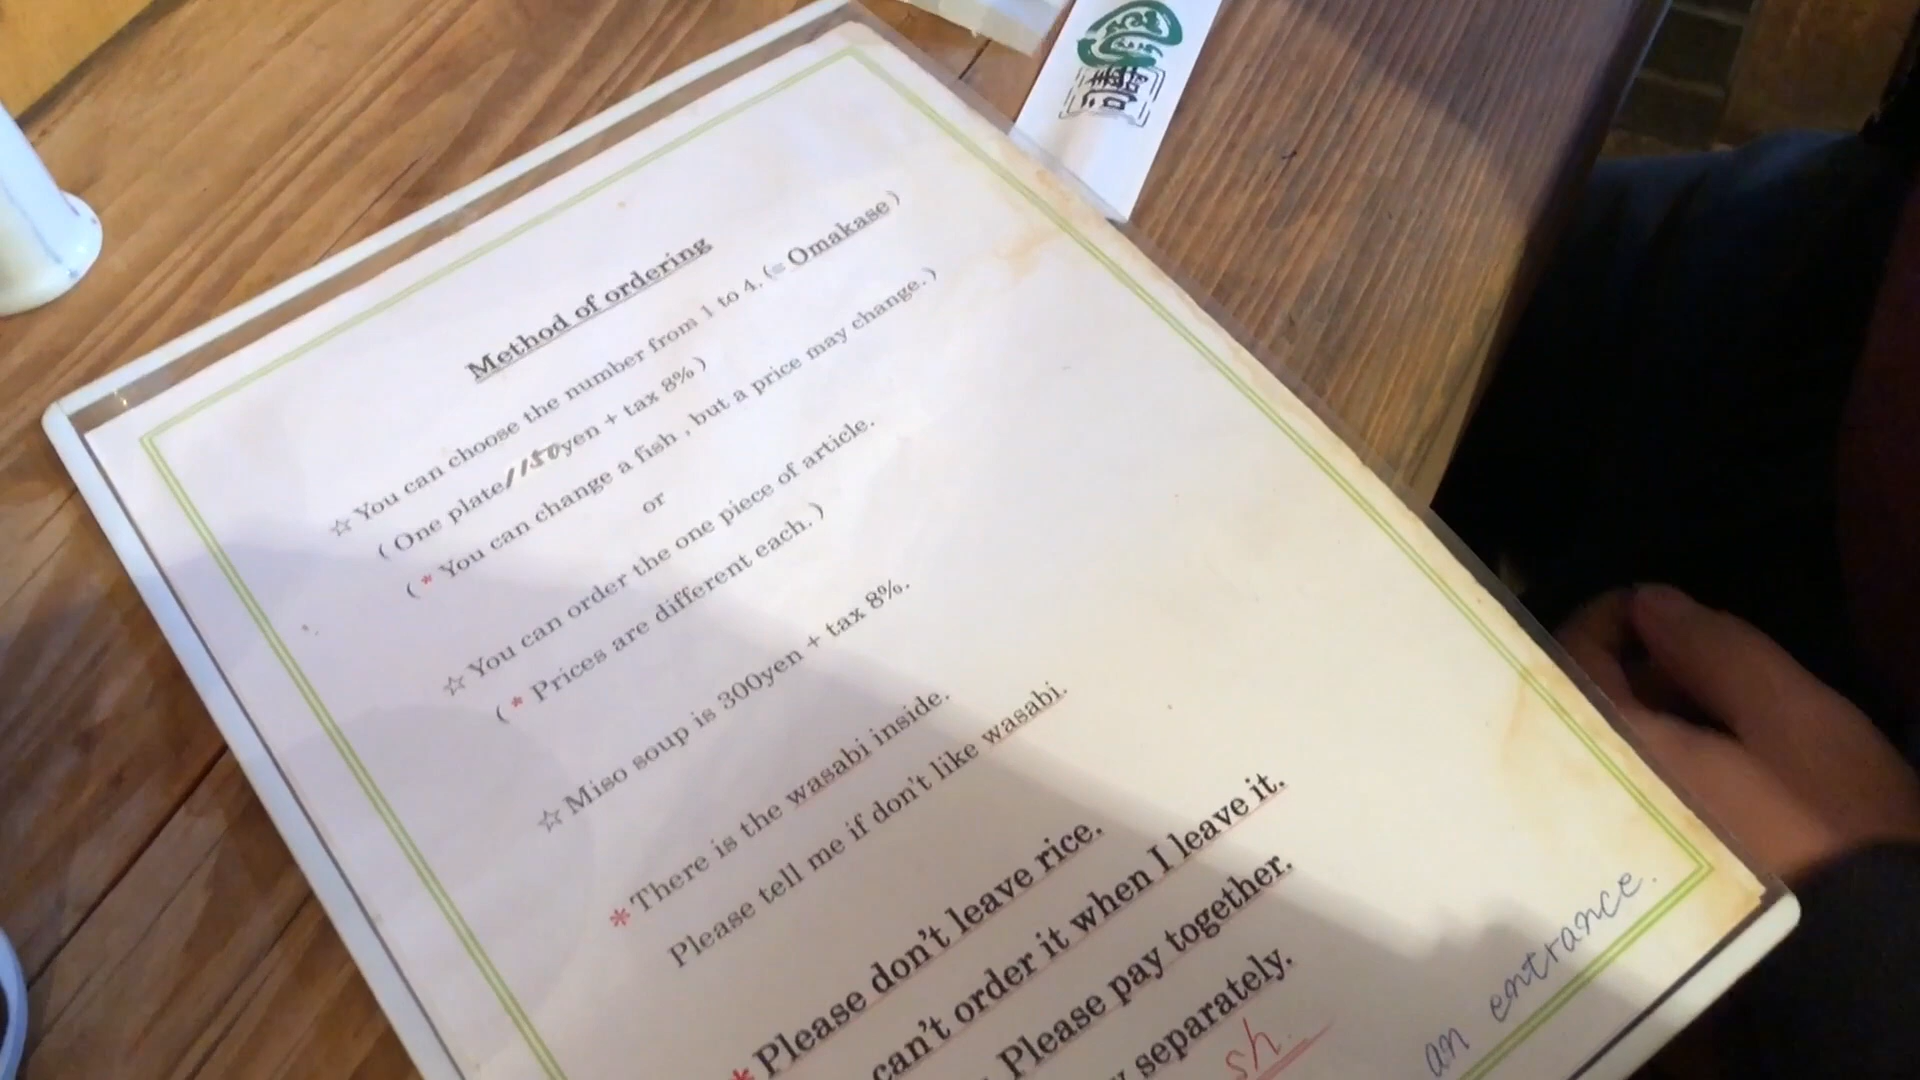 Method of ordering
☆ You can choose the number from 1 to 4. (= Omakase )
( One plate/1150yen + tax 8% )
( * You can change a fish , but a price may change. )
or
☆ You can order the one piece of article.
( * Prices are different each. )
☆ Miso soup is 300yen + tax 8%.
* There is the wasabi inside.
Please tell me if don't like wasabi.
* Please don't leave rice.
can't order it when I leave it.
Please pay together.
separately.
sh.
an entrance.